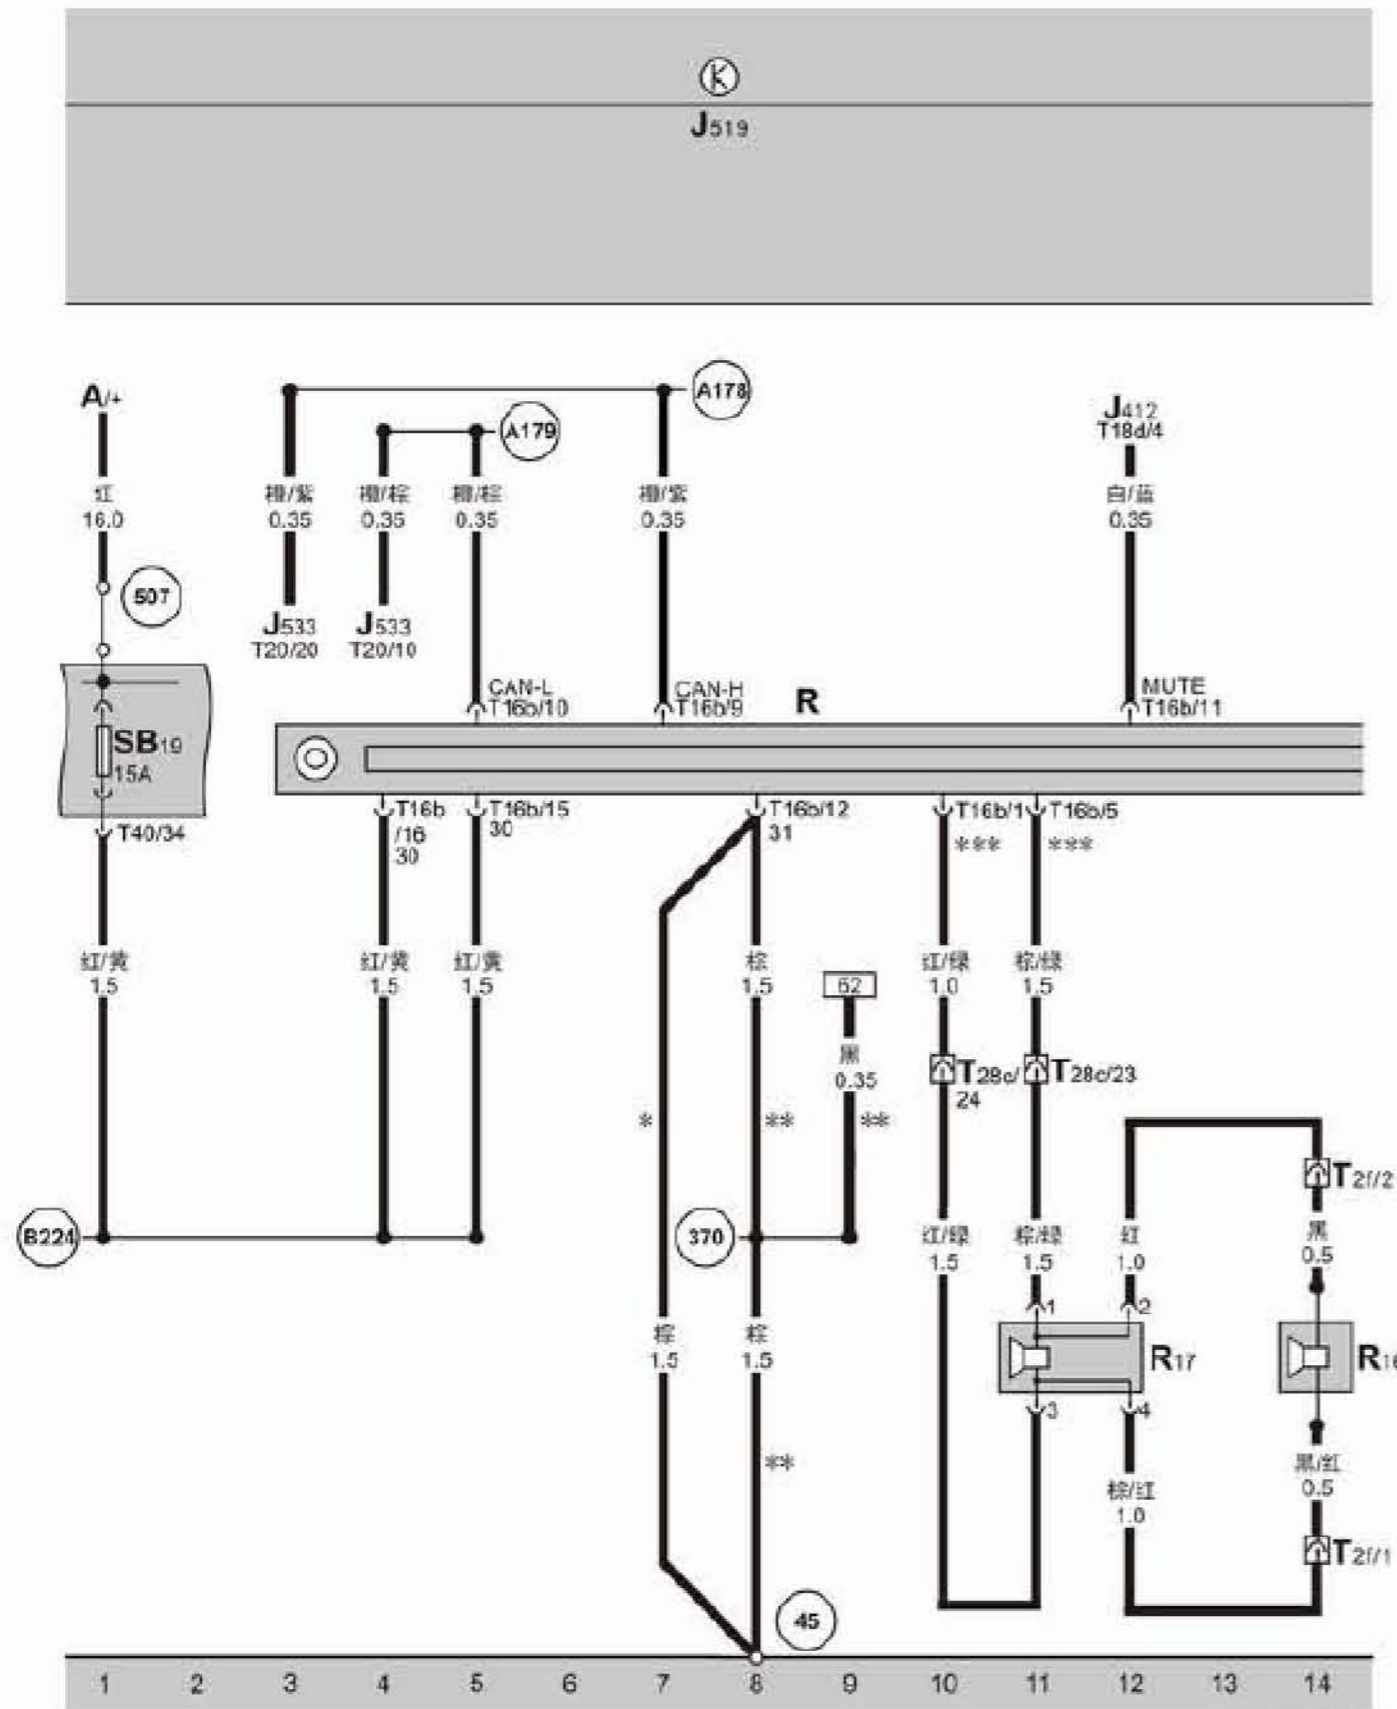 K
J519
A/+
A178
A179
J412
T18d/4
红
16.0
橙/紫
0.35
橙/棕
0.35
橙/棕
0.35
橙/紫
0.35
白/蓝
0.35
507
J533
T20/20
J533
T20/10
CAN-L
T16b/10
CAN-H
T16b/9
R
MUTE
T16b/11
SB19
15A
T40/34
T16b
/16
30
T16b/15
30
T16b/12
31
T16b/1
***
T16b/5
***
红/黄
1.5
红/黄
1.5
红/黄
1.5
棕
1.5
62
黑
0.35
红/绿
1.0
棕/绿
1.5
T28c/
24
T28c/23
*
**
**
T2f/2
B224
370
红/绿
1.5
棕/绿
1.5
红
1.0
黑
0.5
1
2
棕
1.5
棕
1.5
R17
R16
3
4
**
棕/红
1.0
黑/红
0.5
T2f/1
45
1 2 3 4 5 6 7 8 9 10 11 12 13 14